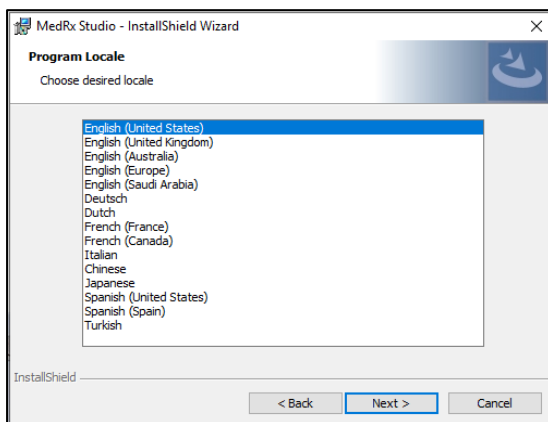 MedRx Studio - InstallShield Wizard
Program Locale
Choose desired locale
English (United States)
English (United Kingdom)
English (Australia)
English (Europe)
English (Saudi Arabia)
Deutsch
Dutch
French (France)
French (Canada)
Italian
Chinese
Japanese
Spanish (United States)
Spanish (Spain)
Turkish
InstallShield
< Back
Next >
Cancel